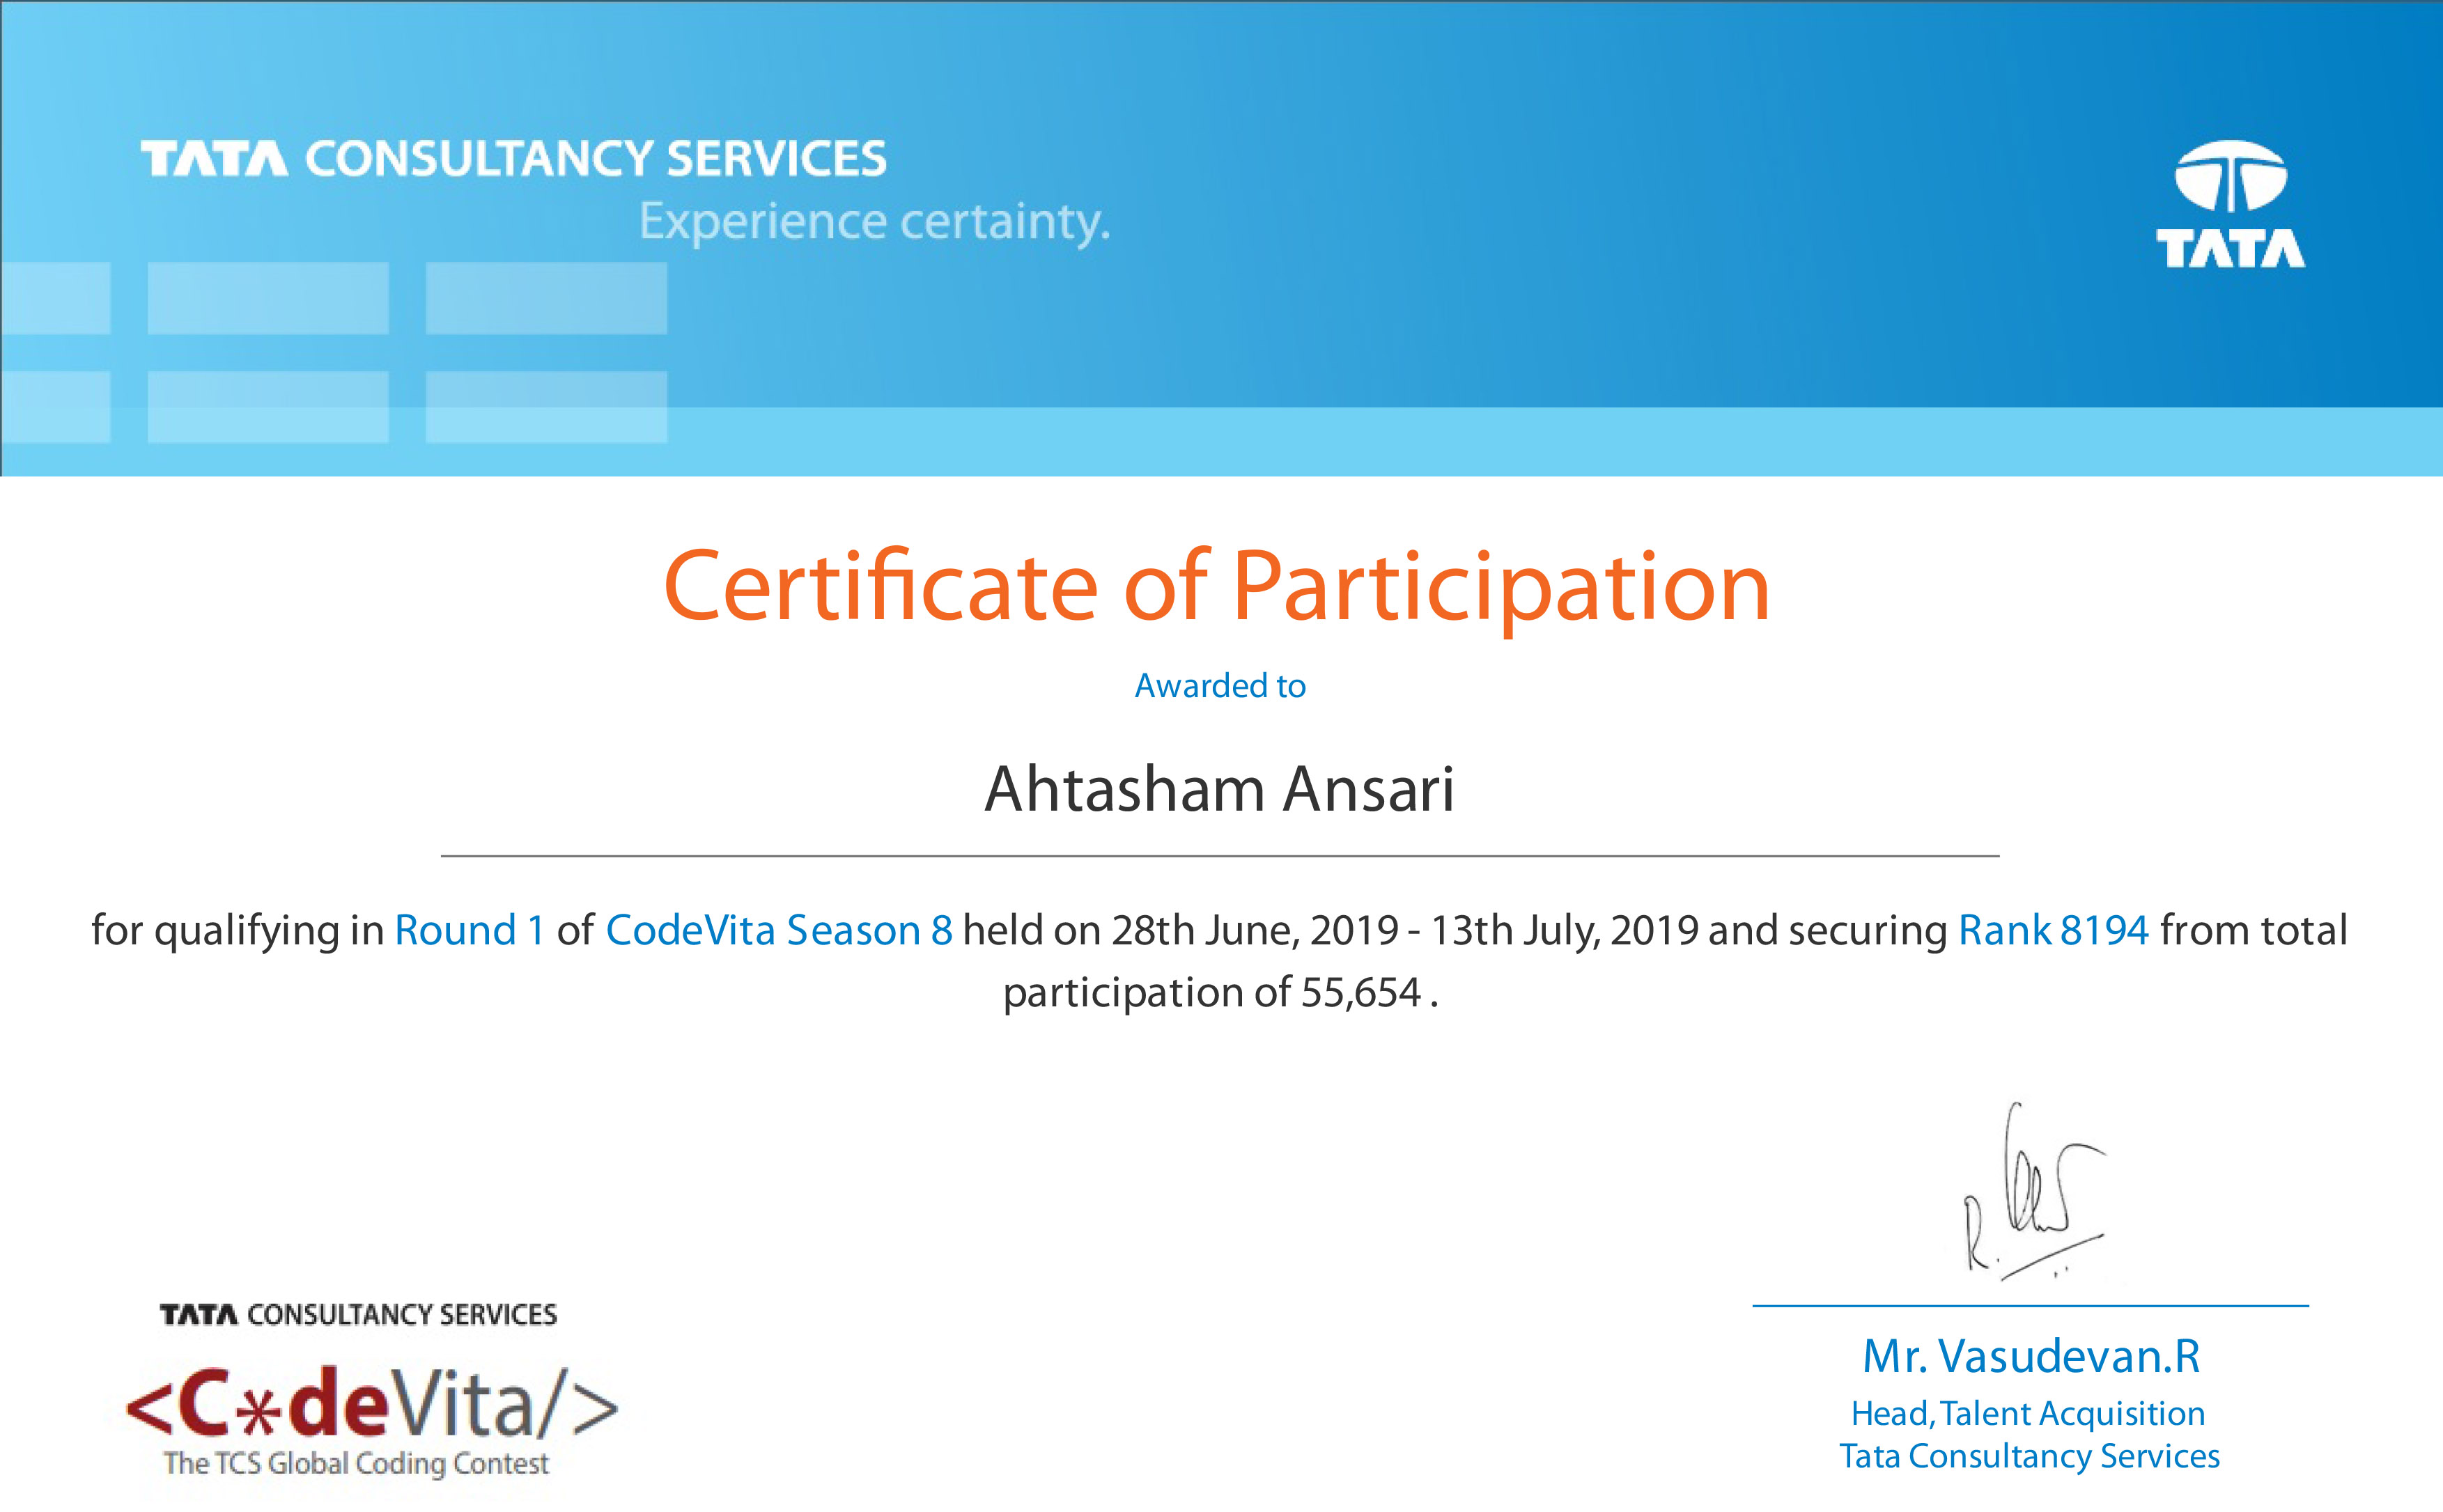 TATA CONSULTANCY SERVICES
Experience certainty.
TATA
Certificate of Participation
Awarded to
Ahtasham Ansari
for qualifying in Round 1 of CodeVita Season 8 held on 28th June, 2019 - 13th July, 2019 and securing Rank 8194 from total
participation of 55,654 .
TATA CONSULTANCY SERVICES
<C*deVita/>
The TCS Global Coding Contest
Mr. Vasudevan.R
Head, Talent Acquisition
Tata Consultancy Services